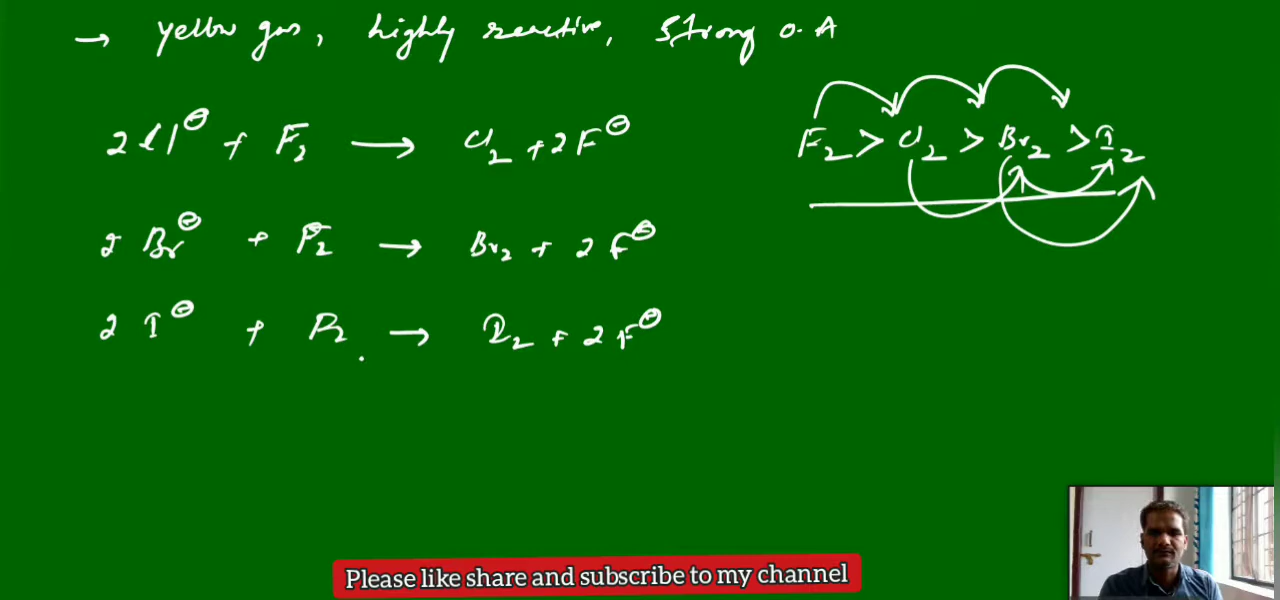 → yellow gas, highly reactive, strong O.A
2Cl⊖ + F₂ → Cl₂ + 2F⊖
F₂ > Cl₂ > Br₂ > I₂
2Br⊖ + F₂ → Br₂ + 2F⊖
2I⊖ + F₂ → I₂ + 2F⊖
Please like share and subscribe to my channel